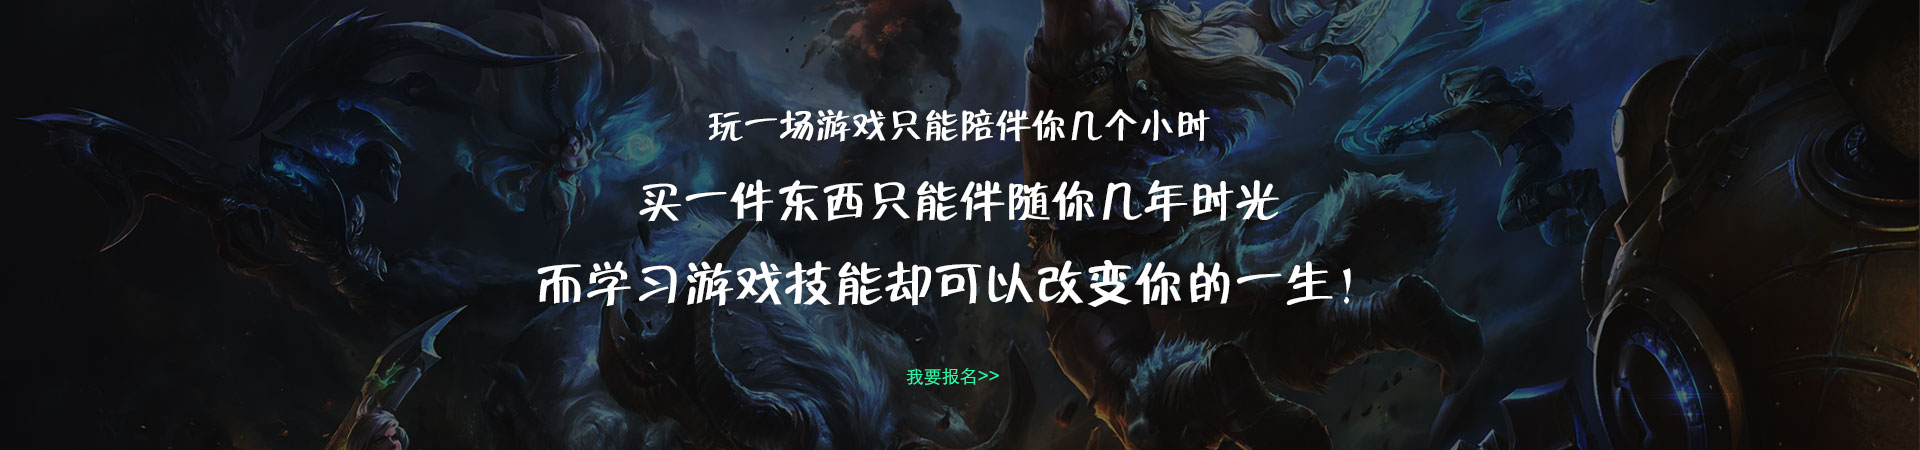 玩一场游戏只能陪伴你几个小时
买一件东西只能伴随你几年时光
而学习游戏技能却可以改变你的一生！
我要报名>>